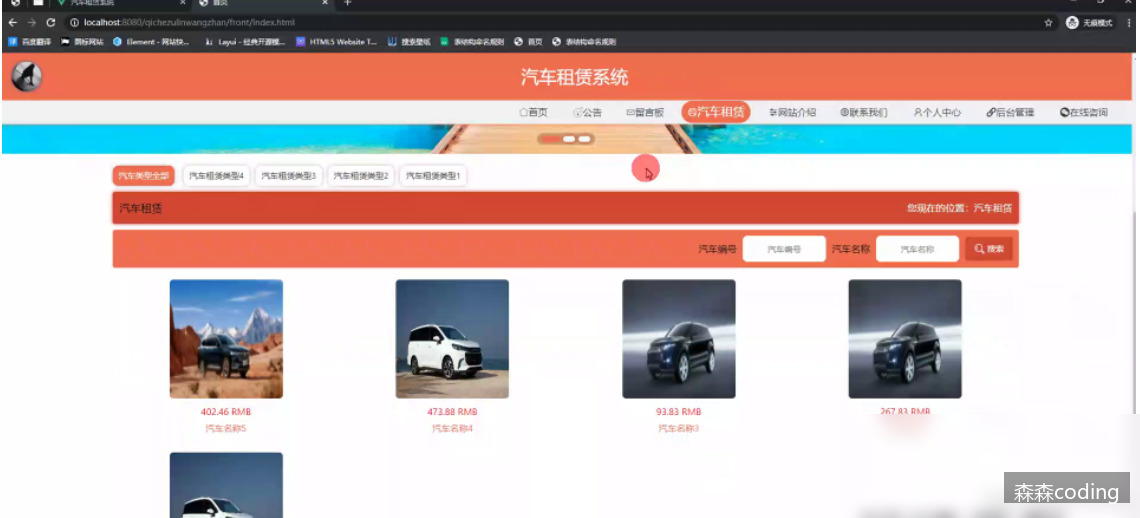 汽车租赁系统
首页
localhost:8080/qichezulinwangzhan/front/index.html
无痕模式
百度翻译
Element - 网站快...
Layui - 经典开源模...
HTML5 Website T...
搜索壁纸
表结构命名规则
首页
表结构命名规则
汽车租赁系统
首页
公告
留言板
汽车租赁
网站介绍
联系我们
个人中心
后台管理
在线咨询
汽车类型全部
汽车租赁类型4
汽车租赁类型3
汽车租赁类型2
汽车租赁类型1
汽车租赁
您现在的位置：汽车租赁
汽车编号
汽车编号
汽车名称
汽车名称
搜索
402.46 RMB
473.88 RMB
93.83 RMB
267.83 RMB
汽车名称5
汽车名称4
汽车名称3
森森coding